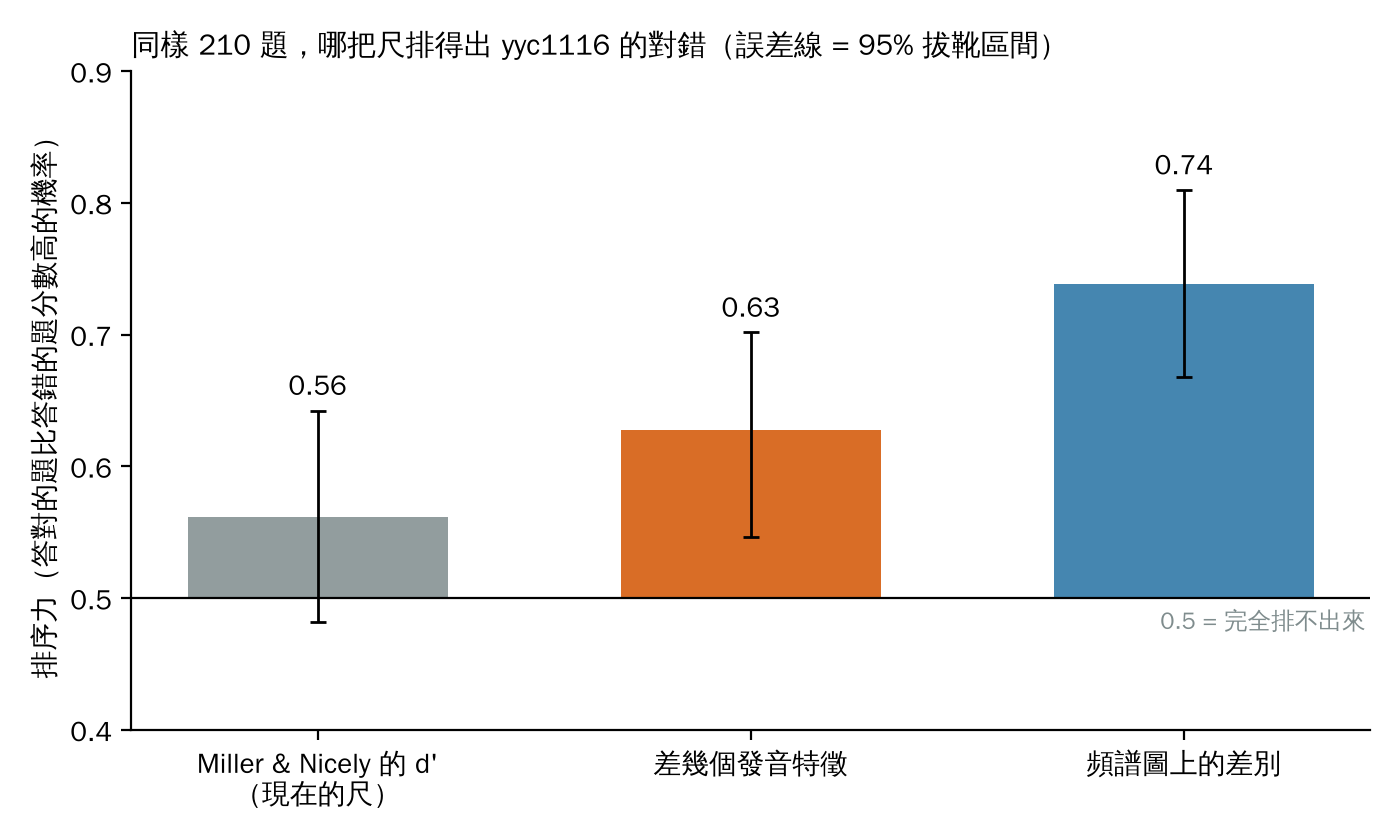 同樣 210 題，哪把尺排得出 yyc1116 的對錯（誤差線 = 95% 拔靴區間）
排序力（答對的題比答錯的題分數高的機率）
0.9
0.8
0.7
0.6
0.5
0.4
0.56
0.63
0.74
0.5 = 完全排不出來
Miller & Nicely 的 d'
（現在的尺）
差幾個發音特徵
頻譜圖上的差別